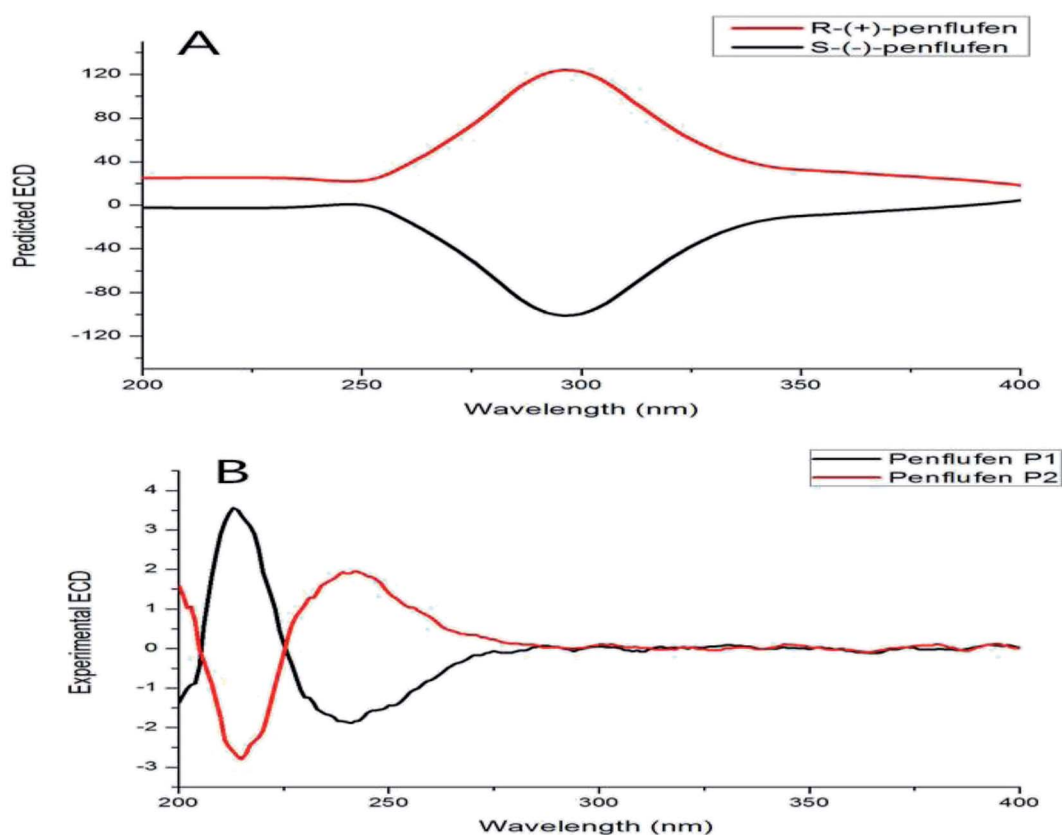 A
R-(+)-penflufen
S-(-)-penflufen
Predicted ECD
120
80
40
0
-40
-80
-120
200 250 300 350 400
Wavelength (nm)
B
Penflufen P1
Penflufen P2
Experimental ECD
4
3
2
1
0
-1
-2
-3
200 250 300 350 400
Wavelength (nm)